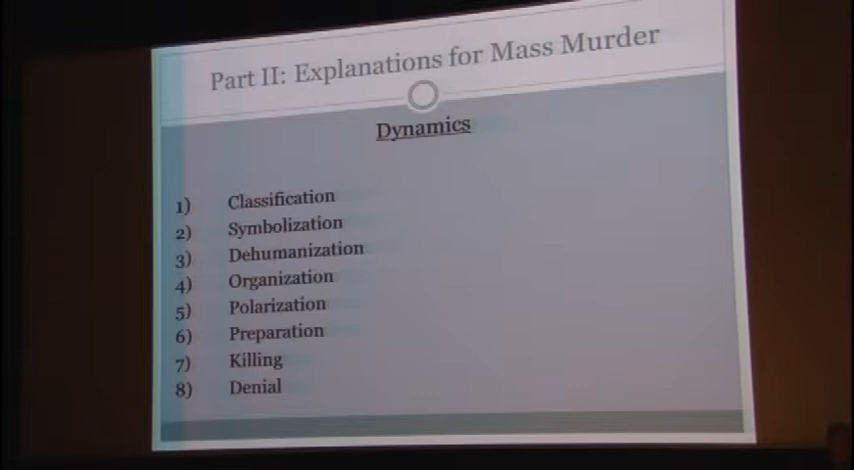 Part II: Explanations for Mass Murder
Dynamics
1) Classification
2) Symbolization
3) Dehumanization
4) Organization
5) Polarization
6) Preparation
7) Killing
8) Denial